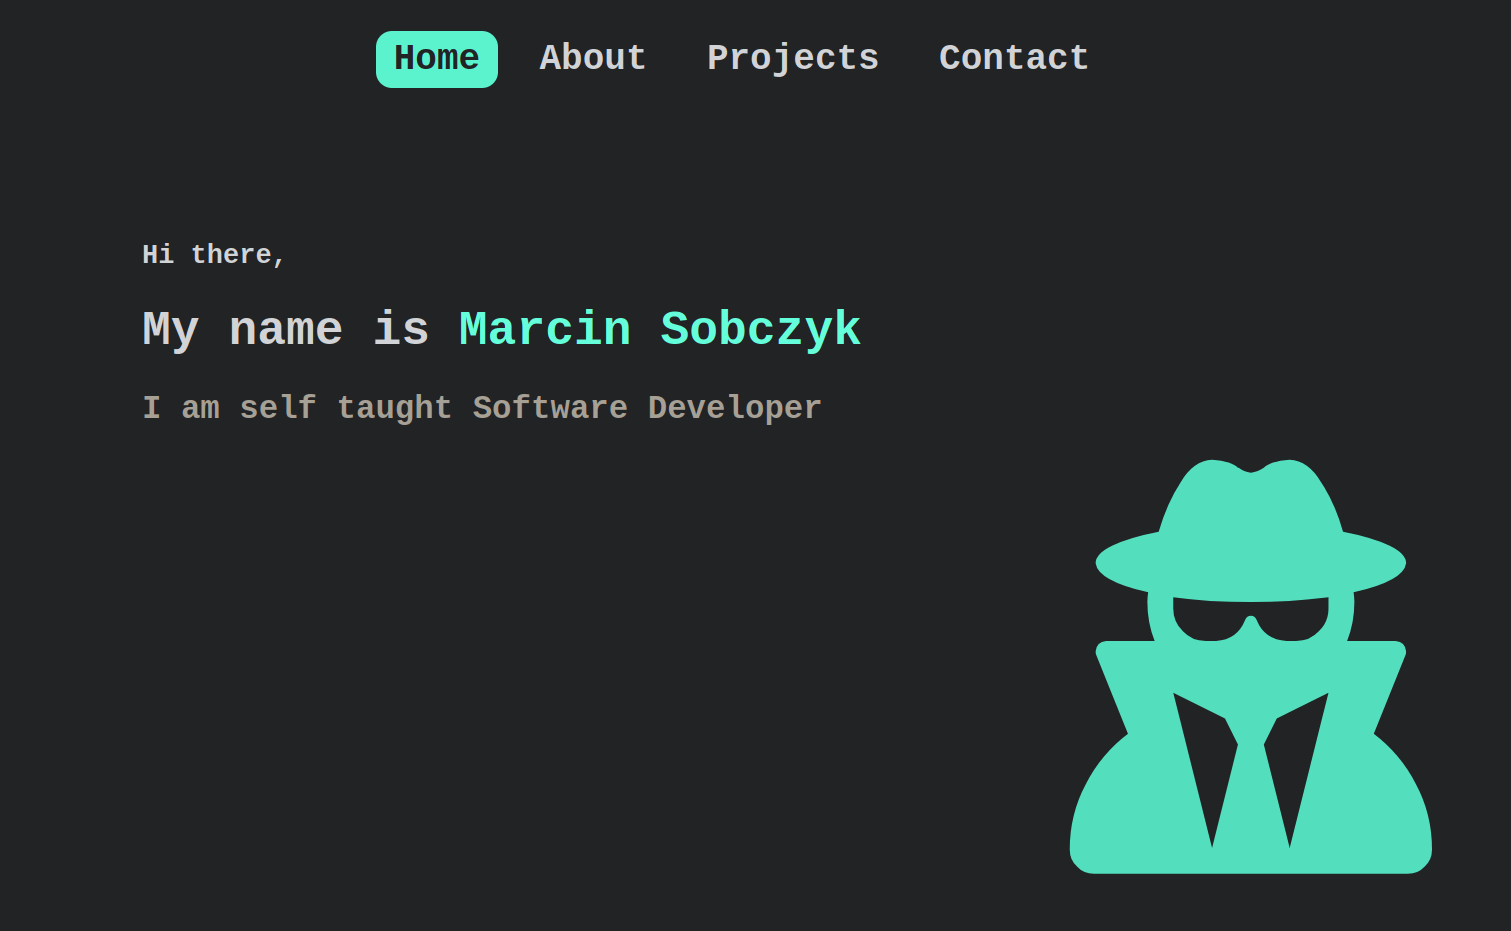 Home About Projects Contact
Hi there,
My name is Marcin Sobczyk
I am self taught Software Developer